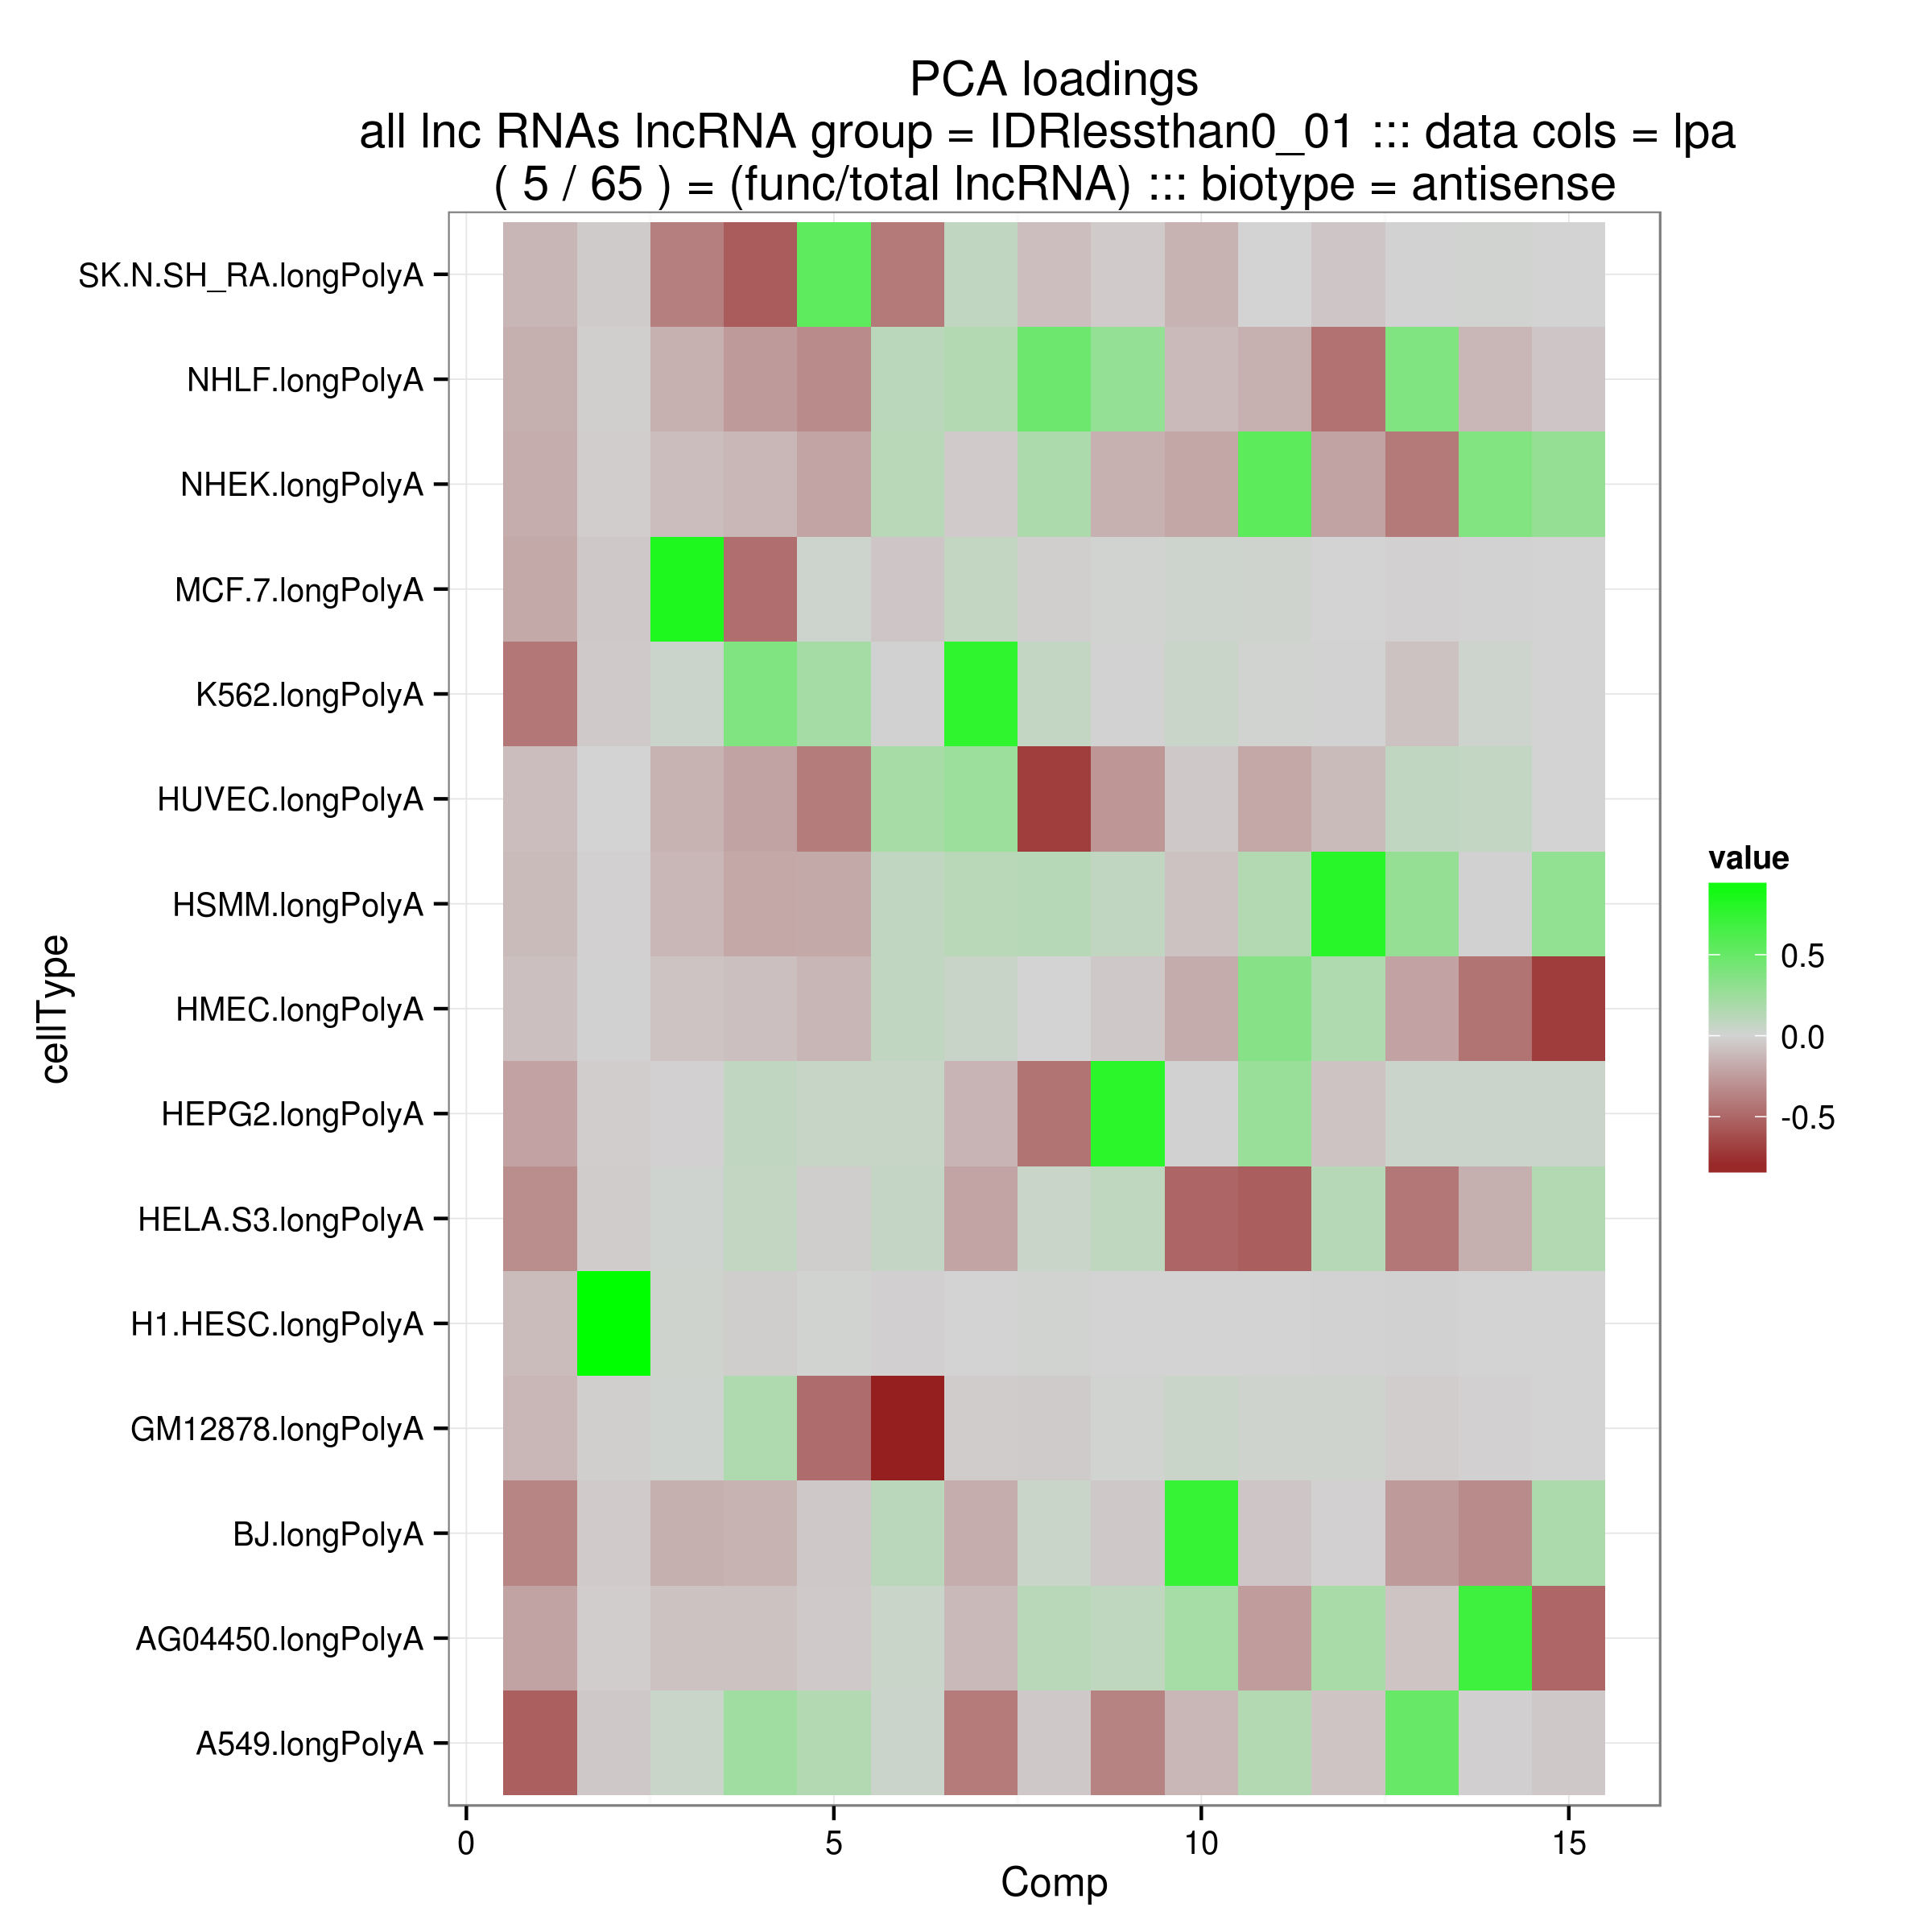 PCA loadings
all lnc RNAs lncRNA group = IDRlessthan0_01 ::: data cols = lpa
( 5 / 65 ) = (func/total lncRNA) ::: biotype = antisense
SK.N.SH_RA.longPolyA
NHLF.longPolyA
NHEK.longPolyA
MCF.7.longPolyA
K562.longPolyA
HUVEC.longPolyA
HSMM.longPolyA
HMEC.longPolyA
HEPG2.longPolyA
HELA.S3.longPolyA
H1.HESC.longPolyA
GM12878.longPolyA
BJ.longPolyA
AG04450.longPolyA
A549.longPolyA
cellType
0 5 10 15
Comp
value
0.5
0.0
-0.5